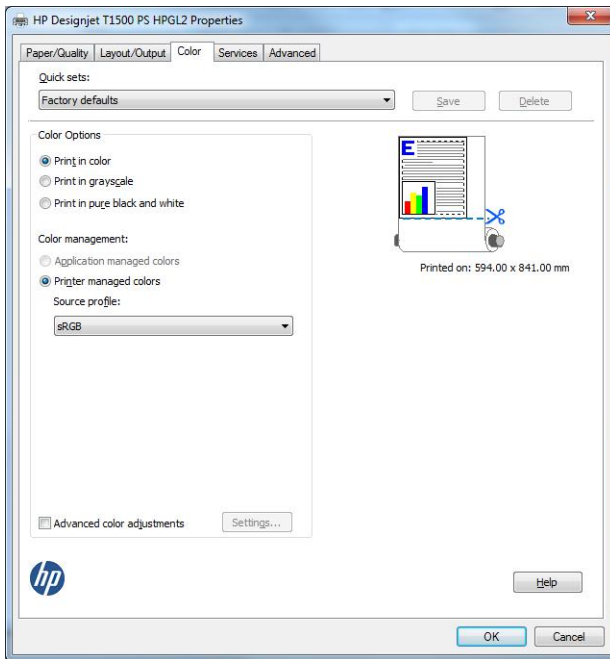 HP Designjet T1500 PS HPGL2 Properties
Paper/Quality Layout/Output Color Services Advanced
Quick sets:
Factory defaults
Save Delete
Color Options
Print in color
Print in grayscale
Print in pure black and white
Color management:
Application managed colors
Printer managed colors
Source profile:
sRGB
E
Printed on: 594.00 x 841.00 mm
Advanced color adjustments Settings...
hp
Help
OK Cancel